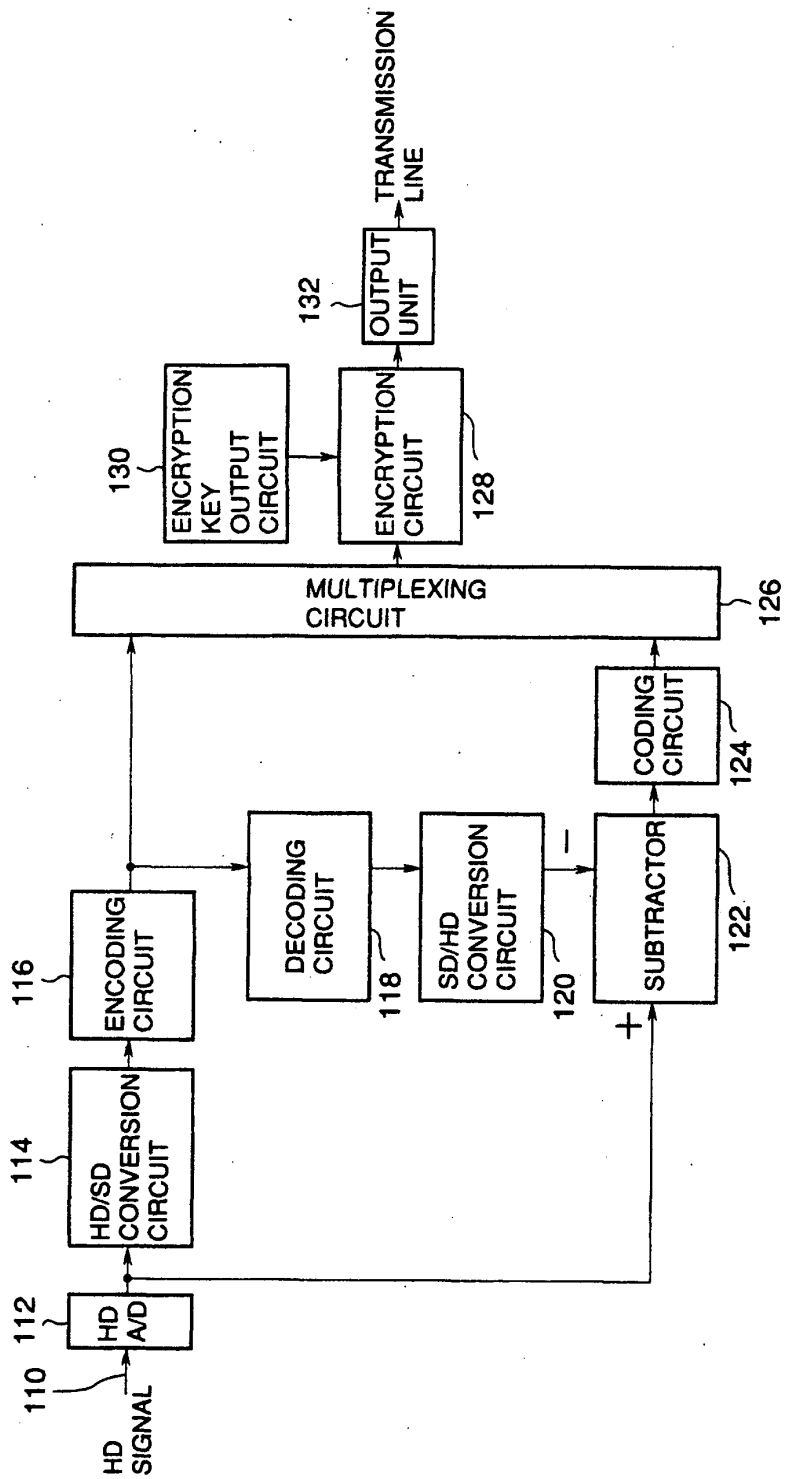 HD
SIGNAL
110
112
HD
A/D
114
HD/SD
CONVERSION
CIRCUIT
116
ENCODING
CIRCUIT
DECODING
CIRCUIT
118
SD/HD
CONVERSION
CIRCUIT
120
+
−
SUBTRACTOR
122
CODING
CIRCUIT
124
MULTIPLEXING
CIRCUIT
126
130
ENCRYPTION
KEY
OUTPUT
CIRCUIT
ENCRYPTION
CIRCUIT
128
132
OUTPUT
UNIT
TRANSMISSION
LINE